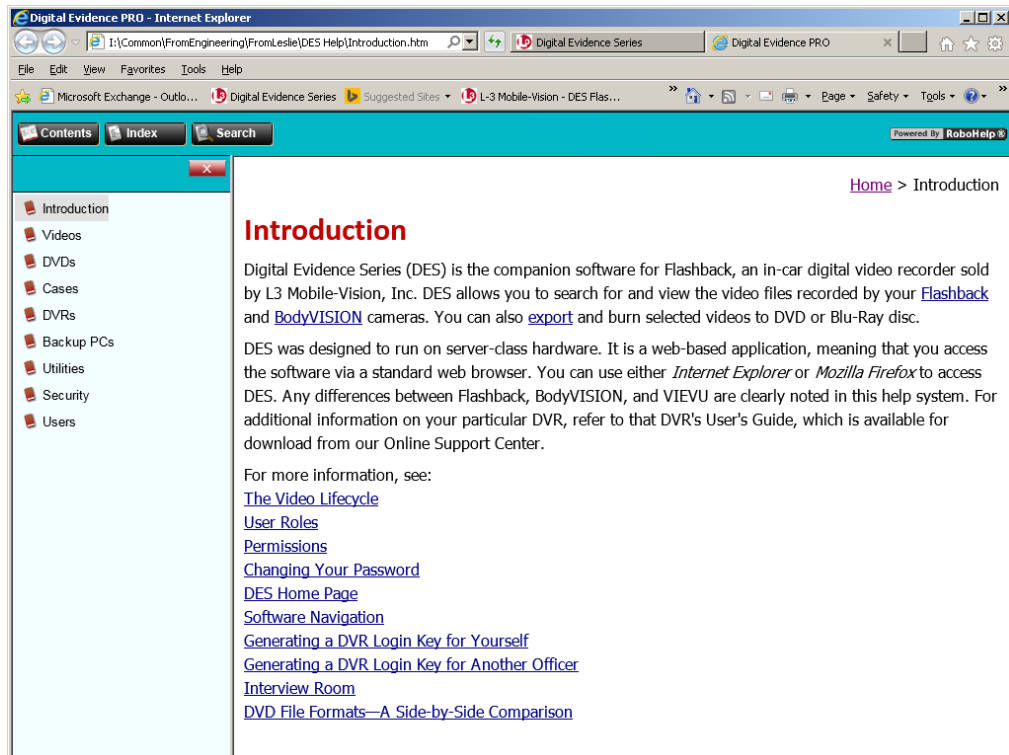 Digital Evidence PRO - Internet Explorer
I:\Common\FromEngineering\FromLeslie\DES Help\Introduction.htm
Digital Evidence Series
Digital Evidence PRO
File Edit View Favorites Tools Help
Microsoft Exchange - Outlo... Digital Evidence Series Suggested Sites L-3 Mobile-Vision - DES Flas... » Page Safety Tools »
Contents Index Search
Powered By RoboHelp®
X
Introduction
Videos
DVDs
Cases
DVRs
Backup PCs
Utilities
Security
Users
Home > Introduction
Introduction
Digital Evidence Series (DES) is the companion software for Flashback, an in-car digital video recorder sold
by L3 Mobile-Vision, Inc. DES allows you to search for and view the video files recorded by your Flashback
and BodyVISION cameras. You can also export and burn selected videos to DVD or Blu-Ray disc.
DES was designed to run on server-class hardware. It is a web-based application, meaning that you access
the software via a standard web browser. You can use either Internet Explorer or Mozilla Firefox to access
DES. Any differences between Flashback, BodyVISION, and VIEVU are clearly noted in this help system. For
additional information on your particular DVR, refer to that DVR's User's Guide, which is available for
download from our Online Support Center.
For more information, see:
The Video Lifecycle
User Roles
Permissions
Changing Your Password
DES Home Page
Software Navigation
Generating a DVR Login Key for Yourself
Generating a DVR Login Key for Another Officer
Interview Room
DVD File Formats—A Side-by-Side Comparison